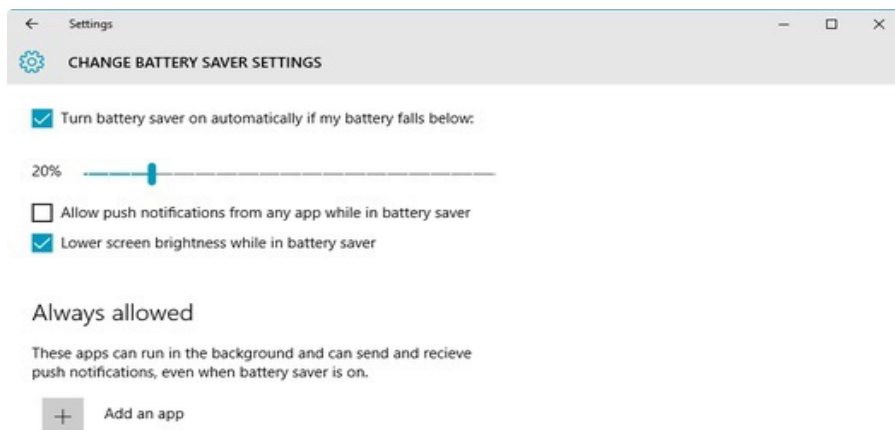 Settings
CHANGE BATTERY SAVER SETTINGS
Turn battery saver on automatically if my battery falls below:
20%
Allow push notifications from any app while in battery saver
Lower screen brightness while in battery saver
Always allowed
These apps can run in the background and can send and recieve
push notifications, even when battery saver is on.
Add an app